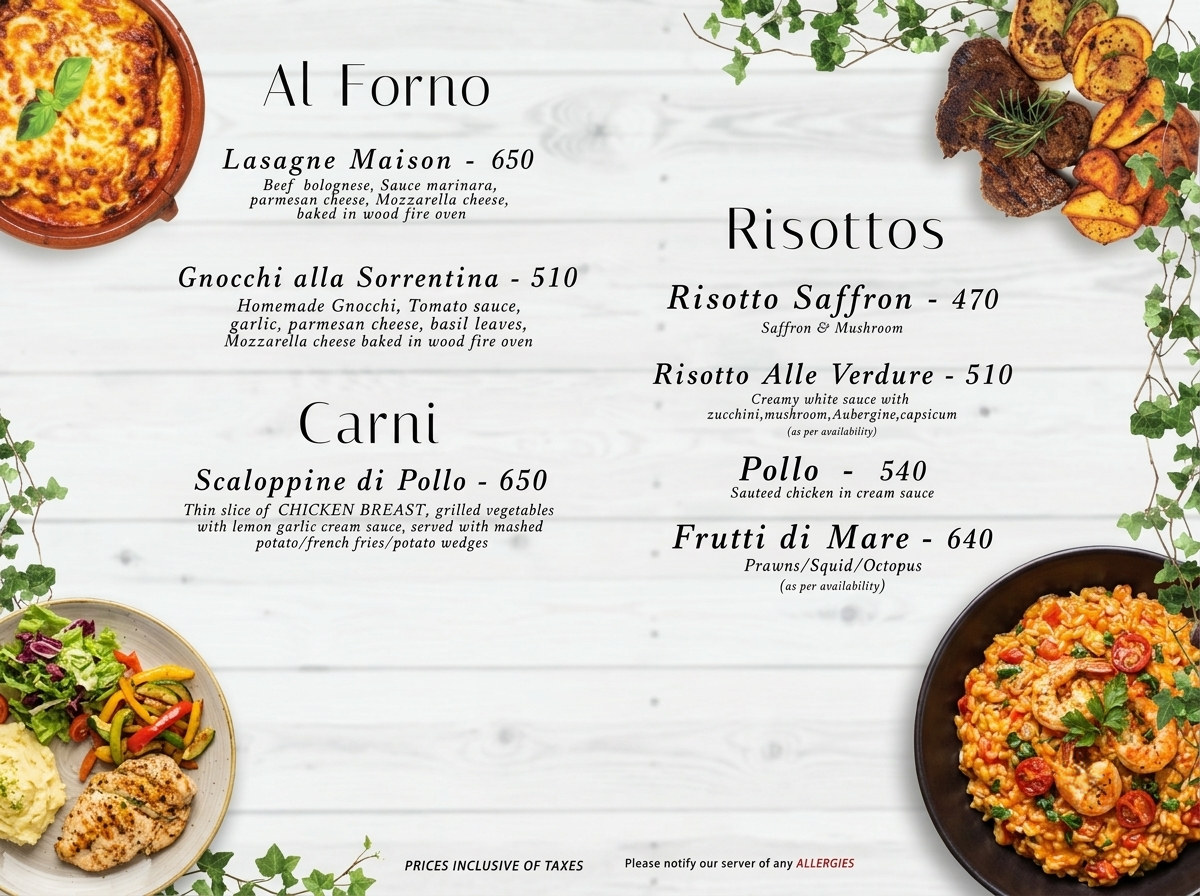 Al Forno
Lasagne Maison - 650
Beef bolognese, Sauce marinara,
parmesan cheese, Mozzarella cheese,
baked in wood fire oven
Gnocchi alla Sorrentina - 510
Homemade Gnocchi, Tomato sauce,
garlic, parmesan cheese, basil leaves,
Mozzarella cheese baked in wood fire oven
Carni
Scaloppine di Pollo - 650
Thin slice of CHICKEN BREAST, grilled vegetables
with lemon garlic cream sauce, served with mashed
potato/french fries/potato wedges
Risottos
Risotto Saffron - 470
Saffron & Mushroom
Risotto Alle Verdure - 510
Creamy white sauce with
zucchini,mushroom,Aubergine,capsicum
(as per availability)
Pollo - 540
Sauteed chicken in cream sauce
Frutti di Mare - 640
Prawns/Squid/Octopus
(as per availability)
PRICES INCLUSIVE OF TAXES
Please notify our server of any ALLERGIES